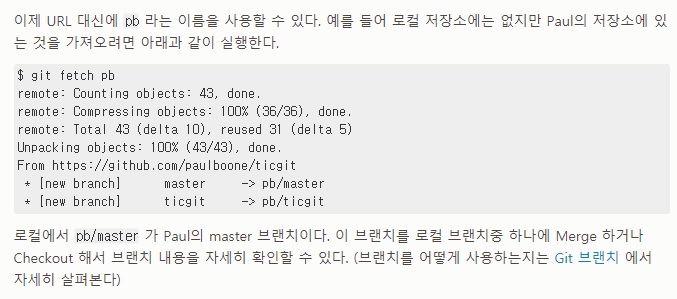 이제 URL 대신에 pb 라는 이름을 사용할 수 있다. 예를 들어 로컬 저장소에는 없지만 Paul의 저장소에 있
는 것을 가져오려면 아래과 같이 실행한다.
$ git fetch pb
remote: Counting objects: 43, done.
remote: Compressing objects: 100% (36/36), done.
remote: Total 43 (delta 10), reused 31 (delta 5)
Unpacking objects: 100% (43/43), done.
From https://github.com/paulboone/ticgit
 * [new branch]      master     -> pb/master
 * [new branch]      ticgit     -> pb/ticgit
로컬에서 pb/master 가 Paul의 master 브랜치이다. 이 브랜치를 로컬 브랜치중 하나에 Merge 하거나
Checkout 해서 브랜치 내용을 자세히 확인할 수 있다. (브랜치를 어떻게 사용하는지는 Git 브랜치 에서
자세히 살펴본다)